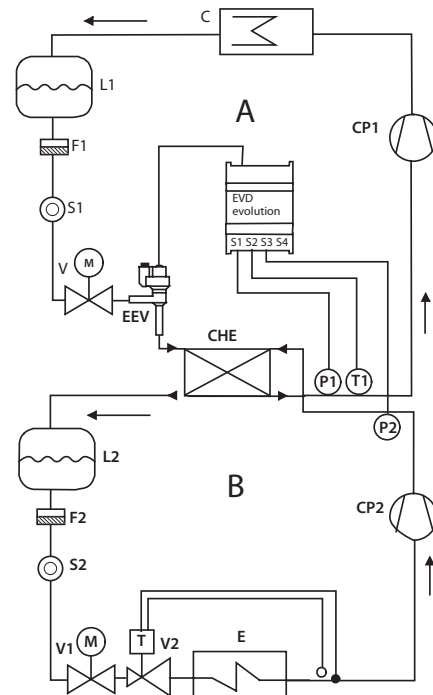 C
L1
A
CP1
F1
EVD
evolution
S1 S2 S3 S4
S1
V
M
EEV
CHE
P1
T1
P2
L2
B
F2
CP2
S2
V1
M
T
V2
E